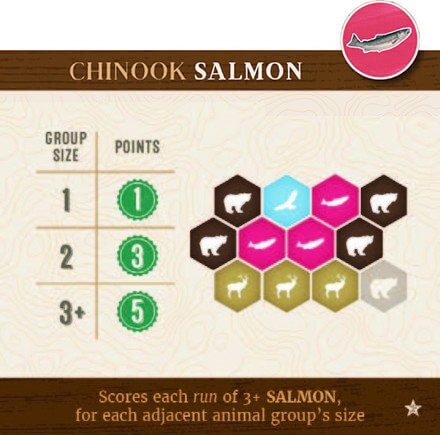 CHINOOK SALMON
GROUP
SIZE
POINTS
1
1
2
3
3+
5
Scores each run of 3+ SALMON,
for each adjacent animal group's size